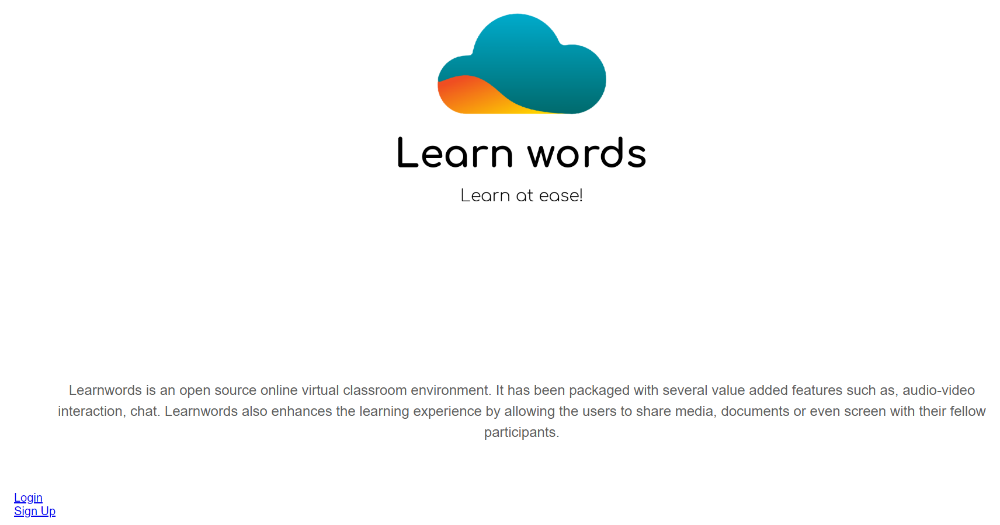 Learn words
Learn at ease!
Learnwords is an open source online virtual classroom environment. It has been packaged with several value added features such as, audio-video
interaction, chat. Learnwords also enhances the learning experience by allowing the users to share media, documents or even screen with their fellow
participants.
Login
Sign Up